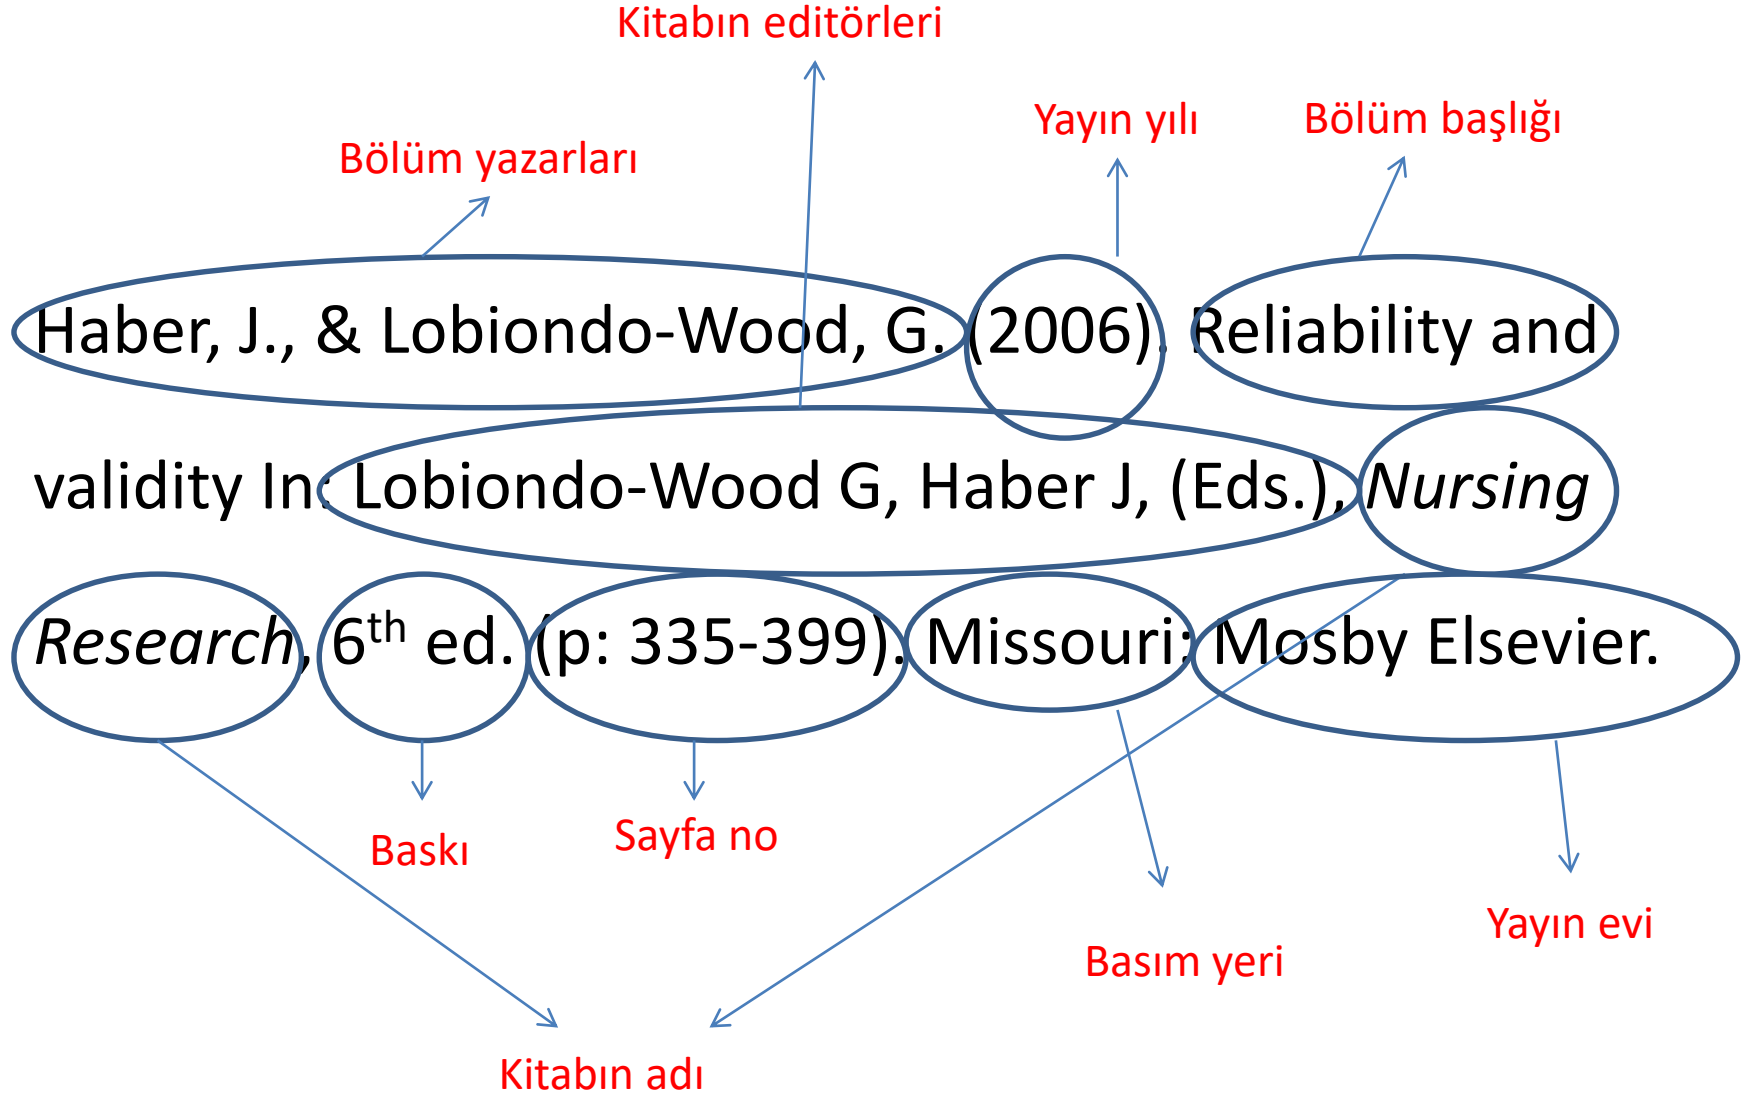 Kitabın editörleri
Yayın yılı
Bölüm başlığı
Bölüm yazarları
Haber, J., & Lobiondo-Wood, G. (2006). Reliability and
validity In: Lobiondo-Wood G, Haber J, (Eds.), Nursing
Research, 6th ed. (p: 335-399). Missouri: Mosby Elsevier.
Baskı
Sayfa no
Yayın evi
Basım yeri
Kitabın adı